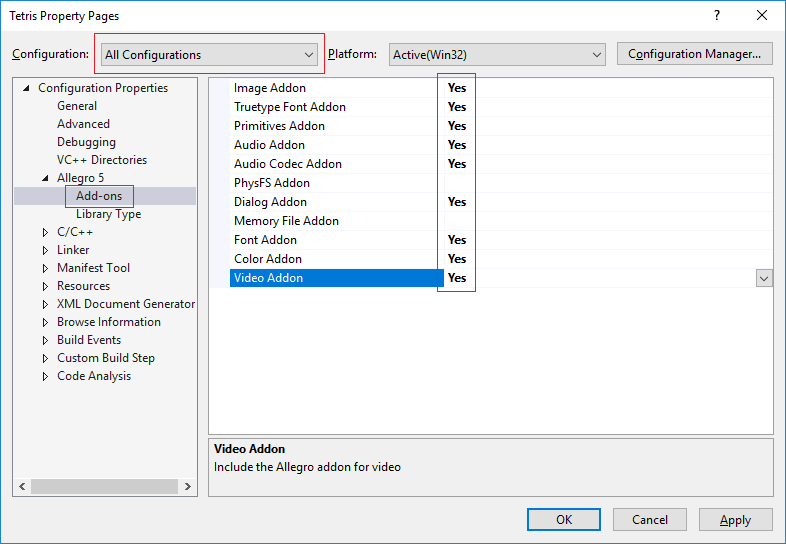 Tetris Property Pages
?
Configuration: All Configurations Platform: Active(Win32) Configuration Manager...
Configuration Properties
General
Advanced
Debugging
VC++ Directories
Allegro 5
Add-ons
Library Type
C/C++
Linker
Manifest Tool
Resources
XML Document Generator
Browse Information
Build Events
Custom Build Step
Code Analysis
Image Addon Yes
Truetype Font Addon Yes
Primitives Addon Yes
Audio Addon Yes
Audio Codec Addon Yes
PhysFS Addon
Dialog Addon Yes
Memory File Addon
Font Addon Yes
Color Addon Yes
Video Addon Yes
Video Addon
Include the Allegro addon for video
OK Cancel Apply